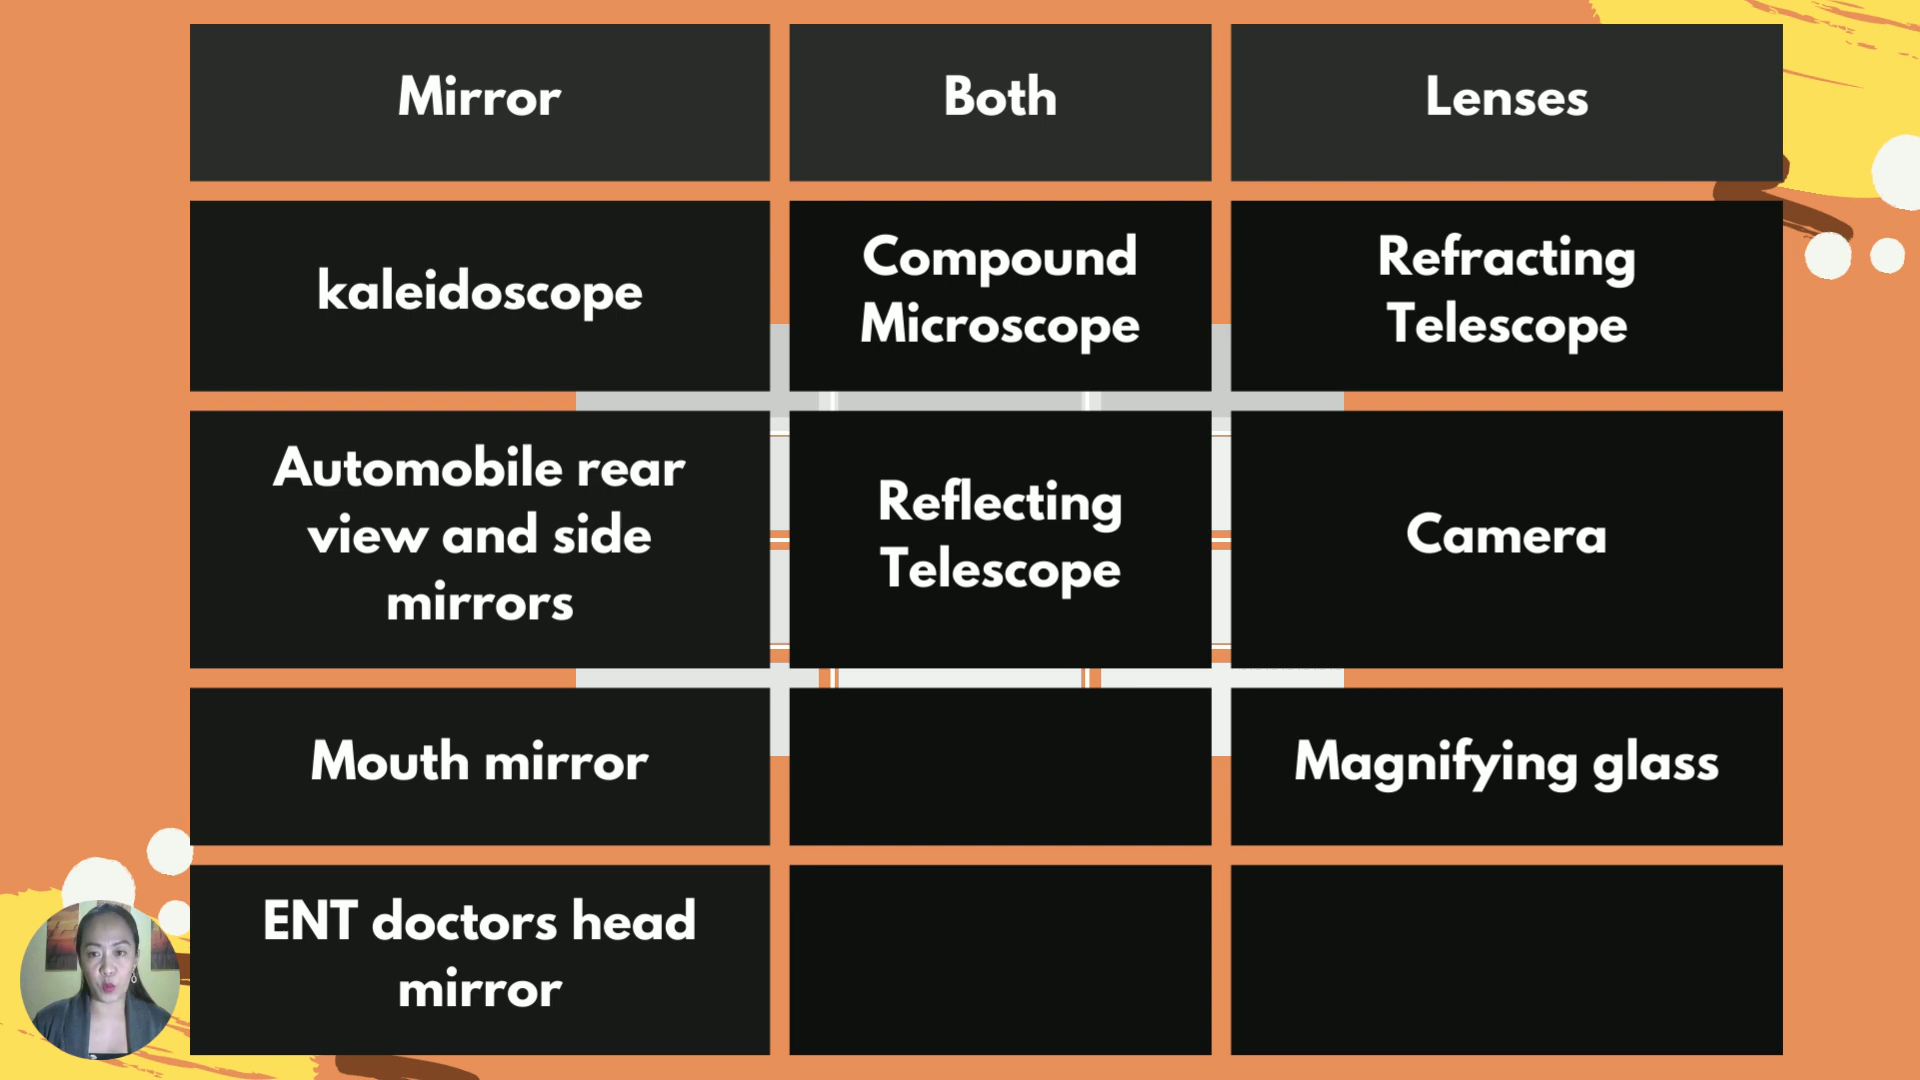 Mirror
Both
Lenses
kaleidoscope
Compound
Microscope
Refracting
Telescope
Automobile rear
view and side
mirrors
Reflecting
Telescope
Camera
Mouth mirror
Magnifying glass
ENT doctors head
mirror